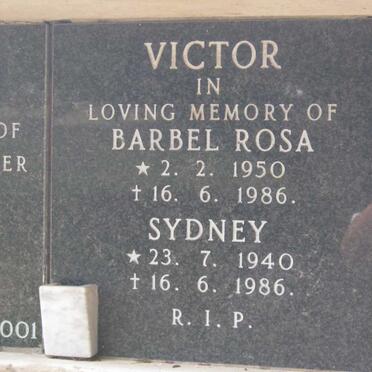 OF
ER
001
VICTOR
IN
LOVING MEMORY OF
BARBEL ROSA
★ 2. 2. 1950
† 16. 6. 1986.
SYDNEY
★ 23. 7. 1940
† 16. 6. 1986.
R. I. P.